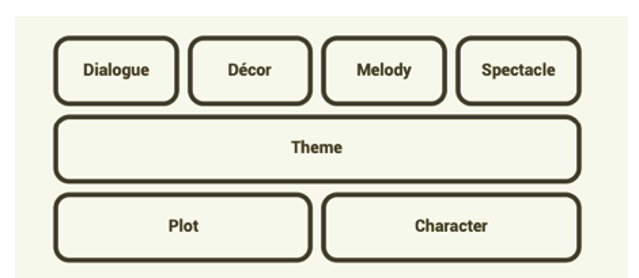 Dialogue
Décor
Melody
Spectacle
Theme
Plot
Character